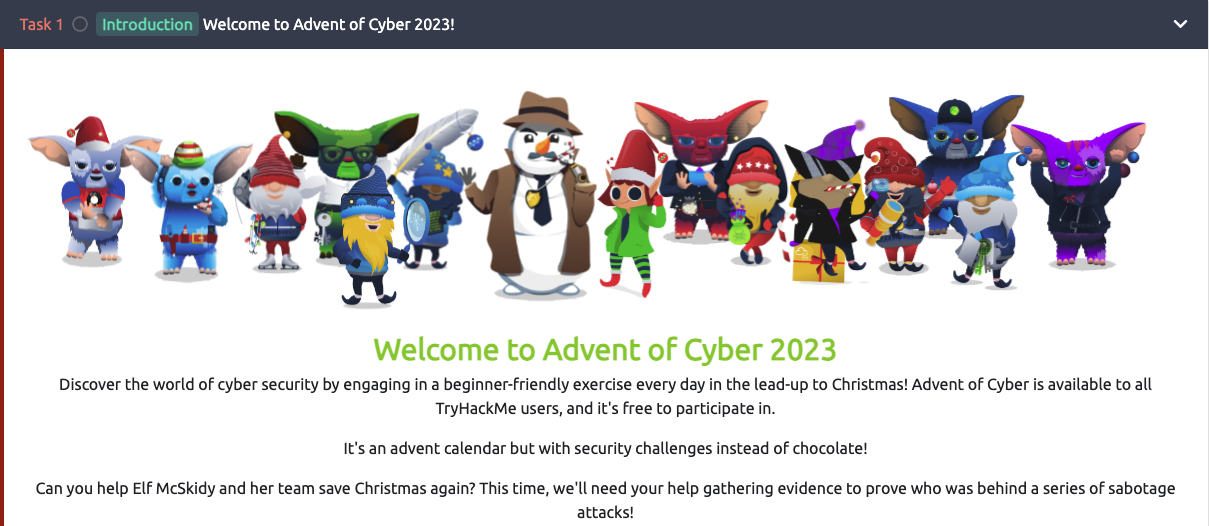 Task 1 Introduction Welcome to Advent of Cyber 2023!
Welcome to Advent of Cyber 2023
Discover the world of cyber security by engaging in a beginner-friendly exercise every day in the lead-up to Christmas! Advent of Cyber is available to all
TryHackMe users, and it's free to participate in.
It's an advent calendar but with security challenges instead of chocolate!
Can you help Elf McSkidy and her team save Christmas again? This time, we'll need your help gathering evidence to prove who was behind a series of sabotage
attacks!